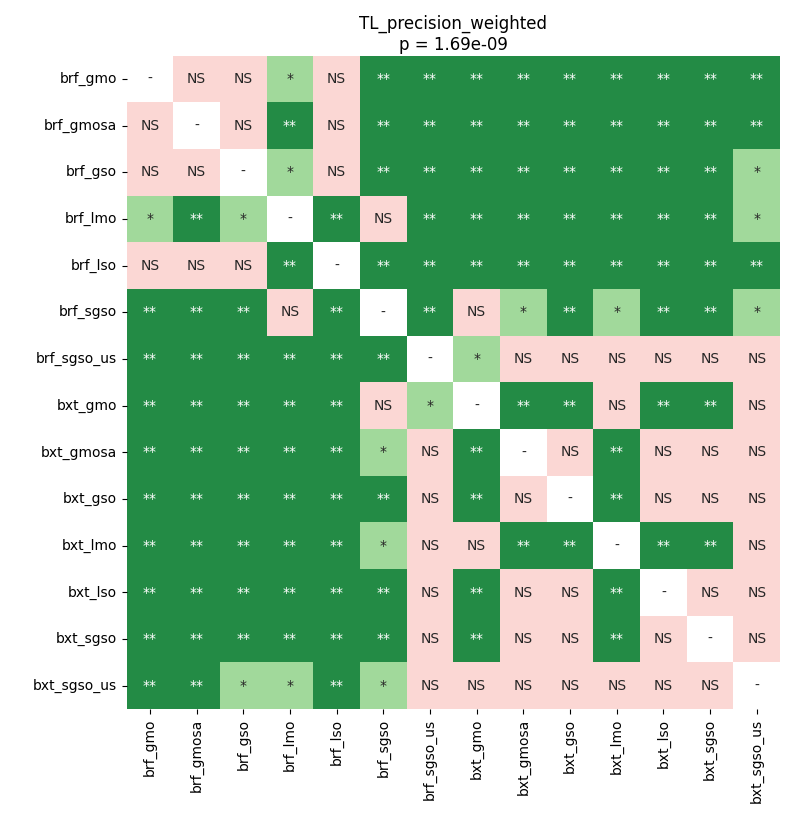 TL_precision_weighted
p = 1.69e-09
brf_gmo - NS NS * NS ** ** ** ** ** ** ** ** **
brf_gmosa NS - NS ** NS ** ** ** ** ** ** ** ** **
brf_gso NS NS - * NS ** ** ** ** ** ** ** ** *
brf_lmo * ** * - ** NS ** ** ** ** ** ** ** *
brf_lso NS NS NS ** - ** ** ** ** ** ** ** ** **
brf_sgso ** ** ** NS ** - ** NS * ** * ** ** *
brf_sgso_us ** ** ** ** ** ** - * NS NS NS NS NS NS
bxt_gmo ** ** ** ** ** NS * - ** ** NS ** ** NS
bxt_gmosa ** ** ** ** ** * NS ** - NS ** NS NS NS
bxt_gso ** ** ** ** ** ** NS ** NS - ** NS NS NS
bxt_lmo ** ** ** ** ** * NS NS ** ** - ** ** NS
bxt_lso ** ** ** ** ** ** NS ** NS NS ** - NS NS
bxt_sgso ** ** ** ** ** ** NS ** NS NS ** NS - NS
bxt_sgso_us ** ** * * ** * NS NS NS NS NS NS NS -
brf_gmo brf_gmosa brf_gso brf_lmo brf_lso brf_sgso brf_sgso_us bxt_gmo bxt_gmosa bxt_gso bxt_lmo bxt_lso bxt_sgso bxt_sgso_us